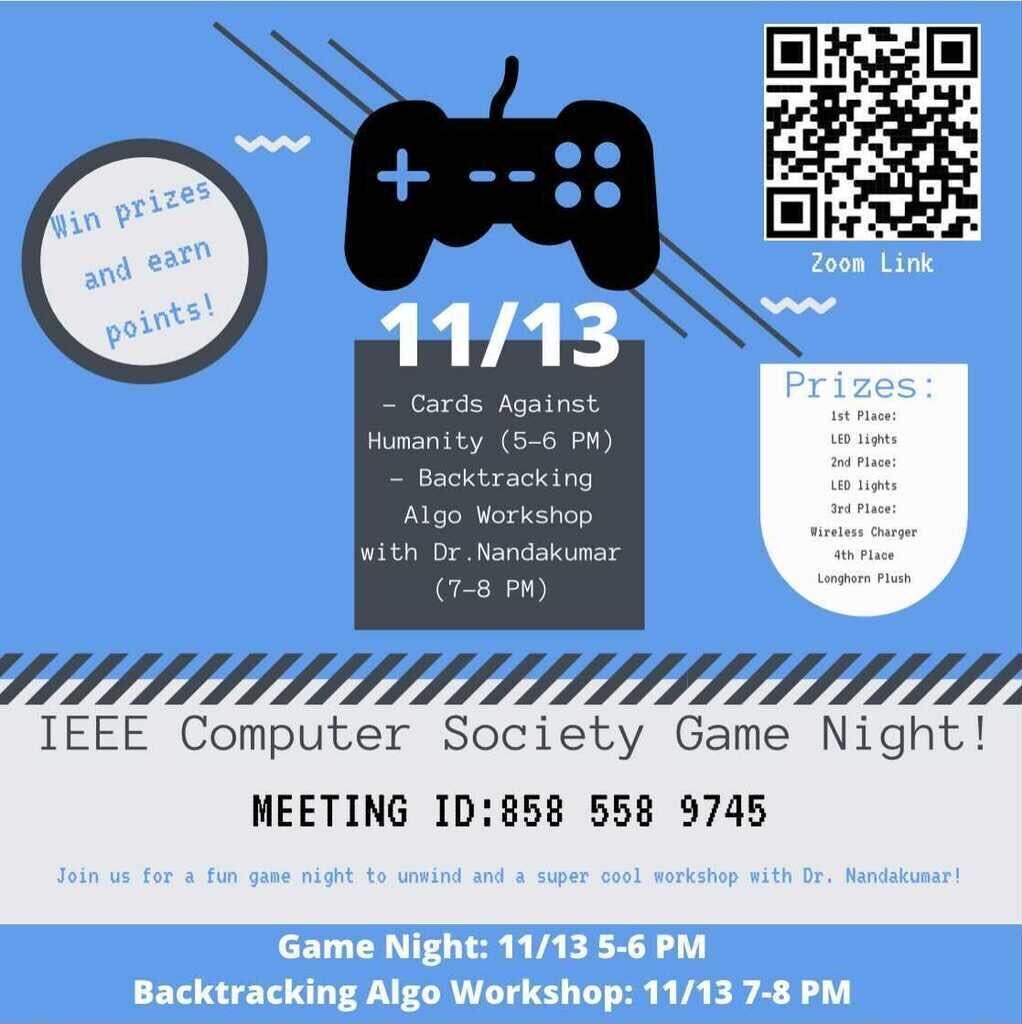 Win prizes
and earn
points!
Zoom Link
11/13
- Cards Against
Humanity (5-6 PM)
- Backtracking
Algo Workshop
with Dr.Nandakumar
(7-8 PM)
Prizes:
1st Place:
LED lights
2nd Place:
LED lights
3rd Place:
Wireless Charger
4th Place
Longhorn Plush
IEEE Computer Society Game Night!
MEETING ID:858 558 9745
Join us for a fun game night to unwind and a super cool workshop with Dr. Nandakumar!
Game Night: 11/13 5-6 PM
Backtracking Algo Workshop: 11/13 7-8 PM